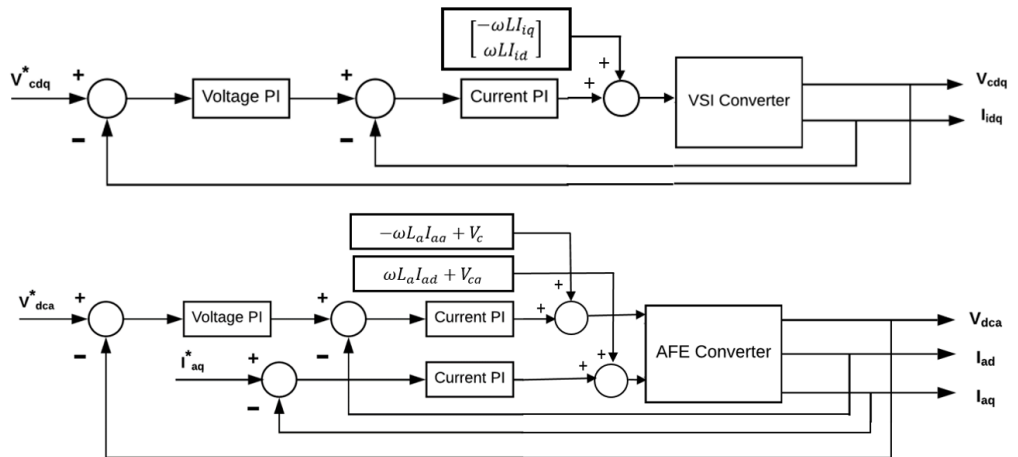 [-ωLI_iq
ωLI_id]
V*_cdq
+
−
Voltage PI
+
−
Current PI
+
+
VSI Converter
V_cdq
I_idq
-ωL_aI_aa + V_c
ωL_aI_ad + V_ca
V*_dca
+
−
Voltage PI
+
−
Current PI
+
+
AFE Converter
V_dca
I_ad
I_aq
I*_aq
+
−
Current PI
+
+